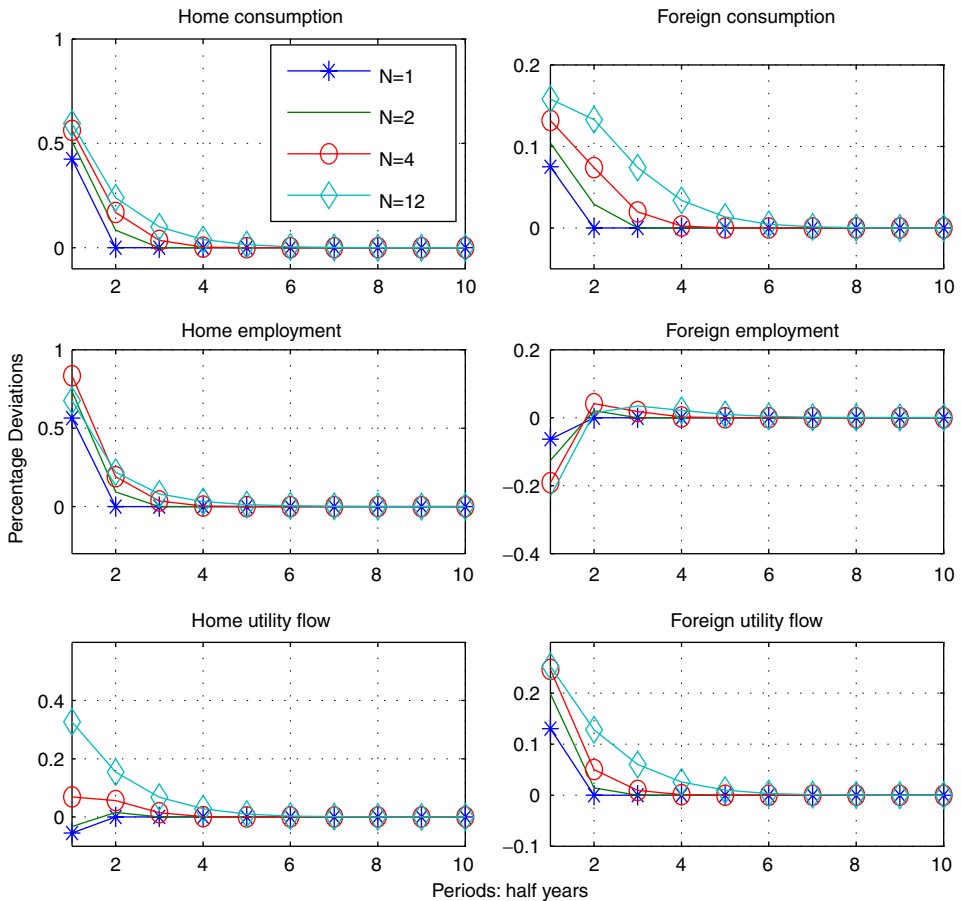 Home consumption
1
0.5
0
2 4 6 8 10
N=1
N=2
N=4
N=12
Foreign consumption
0.2
0.1
0
2 4 6 8 10
Home employment
1
0.5
0
2 4 6 8 10
Foreign employment
0.2
0
−0.2
−0.4
2 4 6 8 10
Percentage Deviations
Home utility flow
0.4
0.2
0
2 4 6 8 10
Foreign utility flow
0.2
0.1
0
−0.1
2 4 6 8 10
Periods: half years